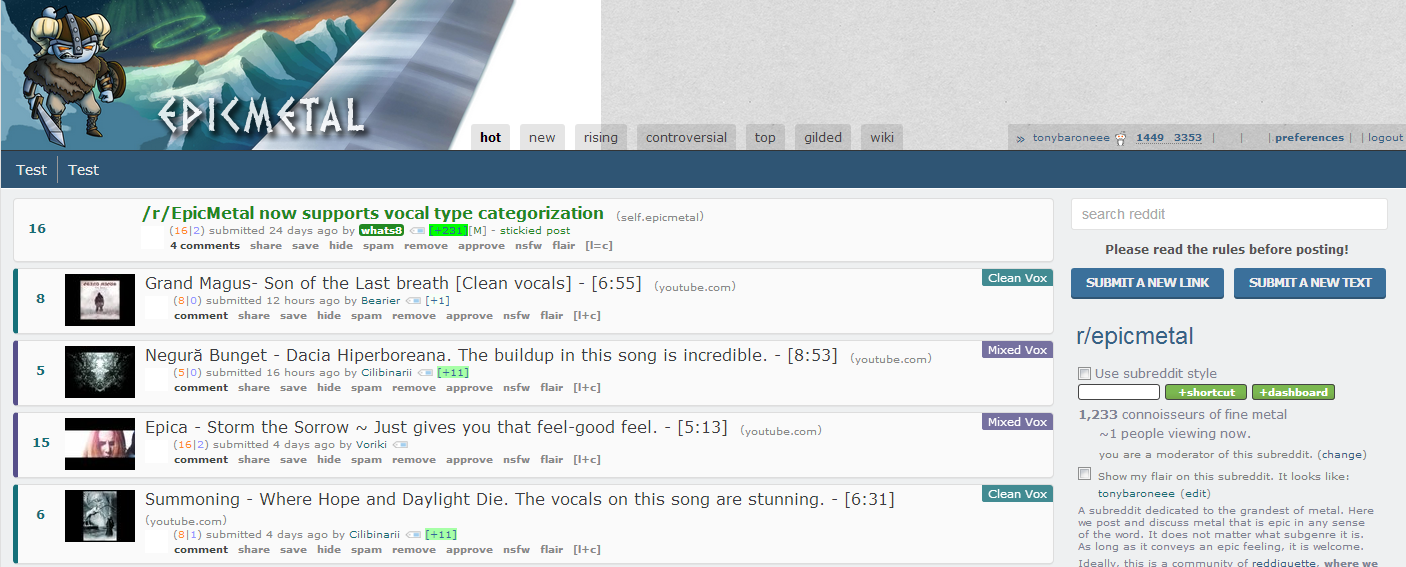 EPICMETAL
hot new rising controversial top gilded wiki
» tonybaroneee 1449 3353 | | | preferences | | logout
Test | Test
16
/r/EpicMetal now supports vocal type categorization (self.epicmetal)
(16|2) submitted 24 days ago by whats8 [+231][M] - stickied post
4 comments share save hide spam remove approve nsfw flair [l=c]
8
Grand Magus- Son of the Last breath [Clean vocals] - [6:55] (youtube.com)
Clean Vox
(8|0) submitted 12 hours ago by Bearier [+1]
comment share save hide spam remove approve nsfw flair [l+c]
5
Negură Bunget - Dacia Hiperboreana. The buildup in this song is incredible. - [8:53] (youtube.com)
Mixed Vox
(5|0) submitted 16 hours ago by Cilibinarii [+11]
comment share save hide spam remove approve nsfw flair [l+c]
15
Epica - Storm the Sorrow ~ Just gives you that feel-good feel. - [5:13] (youtube.com)
Mixed Vox
(16|2) submitted 4 days ago by Voriki
comment share save hide spam remove approve nsfw flair [l+c]
6
Summoning - Where Hope and Daylight Die. The vocals on this song are stunning. - [6:31]
Clean Vox
(youtube.com)
(8|1) submitted 4 days ago by Cilibinarii [+11]
comment share save hide spam remove approve nsfw flair [l+c]
search reddit
Please read the rules before posting!
SUBMIT A NEW LINK SUBMIT A NEW TEXT
r/epicmetal
Use subreddit style
+shortcut +dashboard
1,233 connoisseurs of fine metal
~1 people viewing now.
you are a moderator of this subreddit. (change)
Show my flair on this subreddit. It looks like:
tonybaroneee (edit)
A subreddit dedicated to the grandest of metal. Here
we post and discuss metal that is epic in any sense
of the word. It does not matter what subgenre it is.
As long as it conveys an epic feeling, it is welcome.
Ideally, this is a community of reddiquette, where we